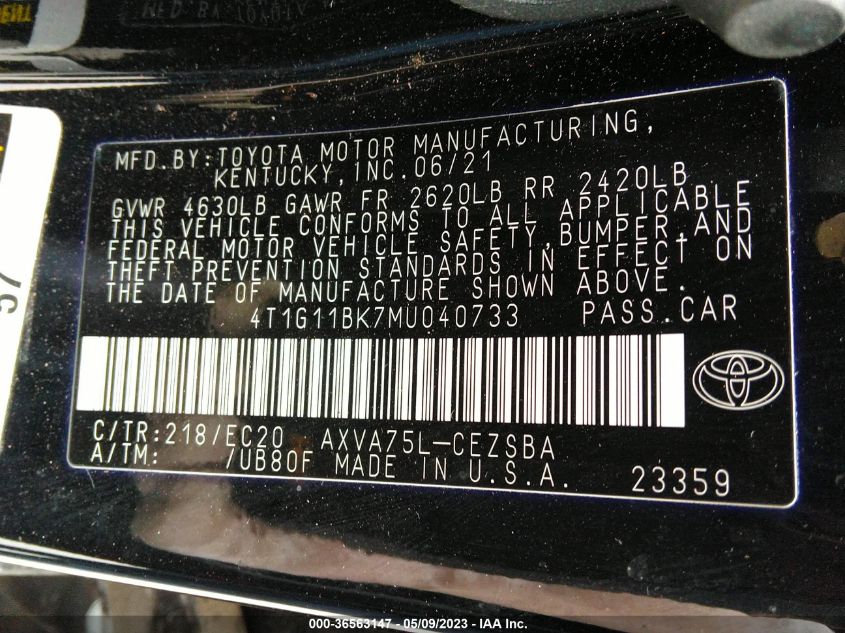 MFD.BY:TOYOTA MOTOR MANUFACTURING,
KENTUCKY,INC.06/21
GVWR 4630LB GAWR FR 2620LB RR 2420LB
THIS VEHICLE CONFORMS TO ALL APPLICABLE
FEDERAL MOTOR VEHICLE SAFETY,BUMPER,AND
THEFT PREVENTION STANDARDS IN EFFECT ON
THE DATE OF MANUFACTURE SHOWN ABOVE.
4T1G11BK7MU040733 PASS.CAR
C/TR:218/EC20 AXVA75L-CEZSBA
A/TM: /UB80F MADE IN U.S.A. 23359
000-36563147 - 05/09/2023 - IAA Inc.